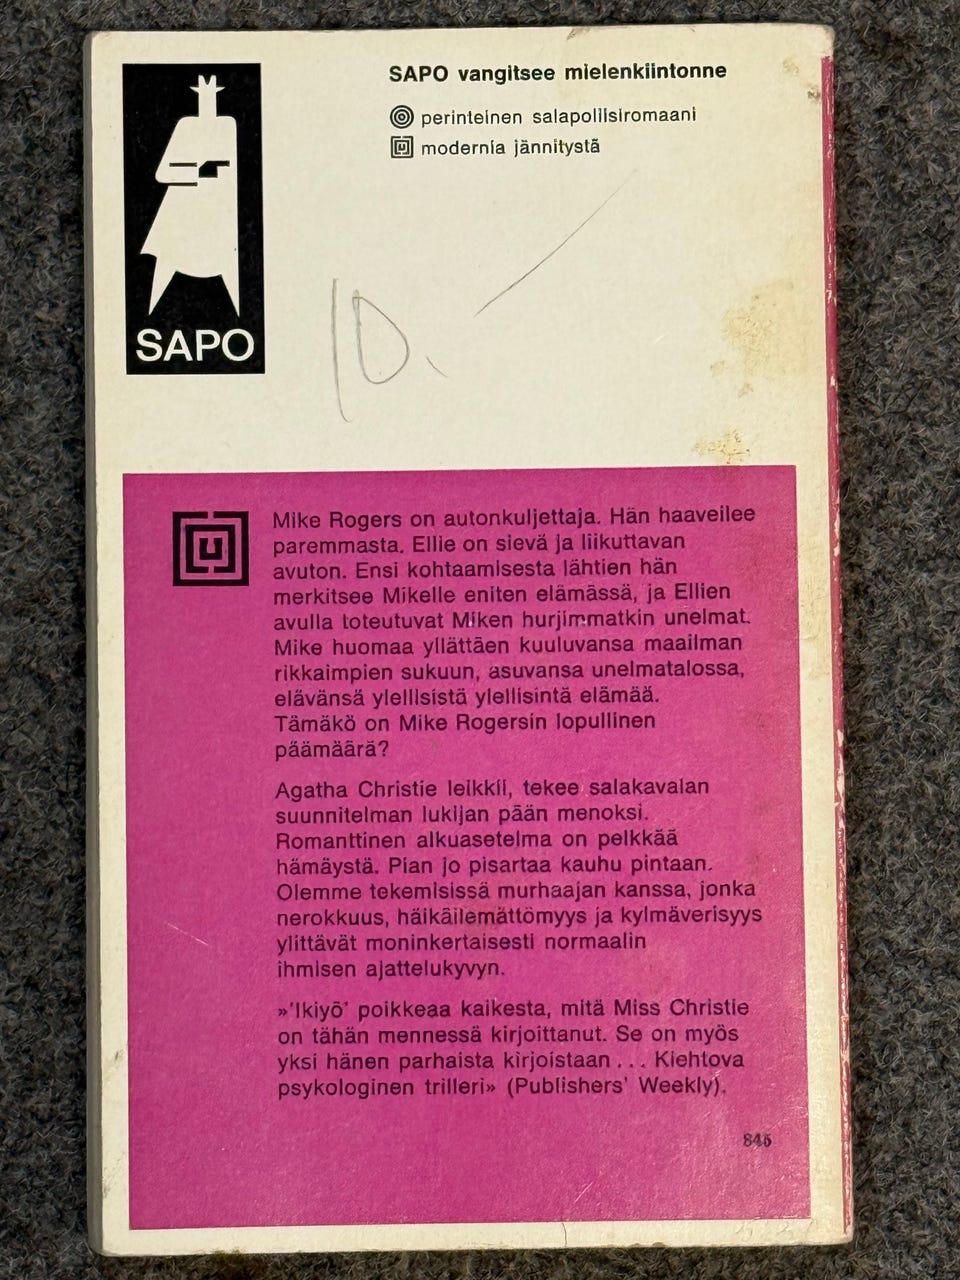 SAPO vangitsee mielenkiintonne
perinteinen salapoliisiromaani
modernia jännitystä
SAPO
10.–
Mike Rogers on autonkuljettaja. Hän haaveilee
paremmasta. Ellie on sievä ja liikuttavan
avuton. Ensi kohtaamisesta lähtien hän
merkitsee Mikelle eniten elämässä, ja Ellien
avulla toteutuvat Miken hurjimmatkin unelmat.
Mike huomaa yllättäen kuuluvansa maailman
rikkaimpien sukuun, asuvansa unelmatalossa,
elävänsä ylellisistä ylellisintä elämää.
Tämäkö on Mike Rogersin lopullinen
päämäärä?
Agatha Christie leikkii, tekee salakavalan
suunnitelman lukijan pään menoksi.
Romanttinen alkuasetelma on pelkkää
hämäystä. Pian jo pisartaa kauhu pintaan.
Olemme tekemisissä murhaajan kanssa, jonka
nerokkuus, häikäilemättömyys ja kylmäverisyys
ylittävät moninkertaisesti normaalin
ihmisen ajattelukyvyn.
»'Ikiyö' poikkeaa kaikesta, mitä Miss Christie
on tähän mennessä kirjoittanut. Se on myös
yksi hänen parhaista kirjoistaan... Kiehtova
psykologinen trilleri» (Publishers' Weekly).
845